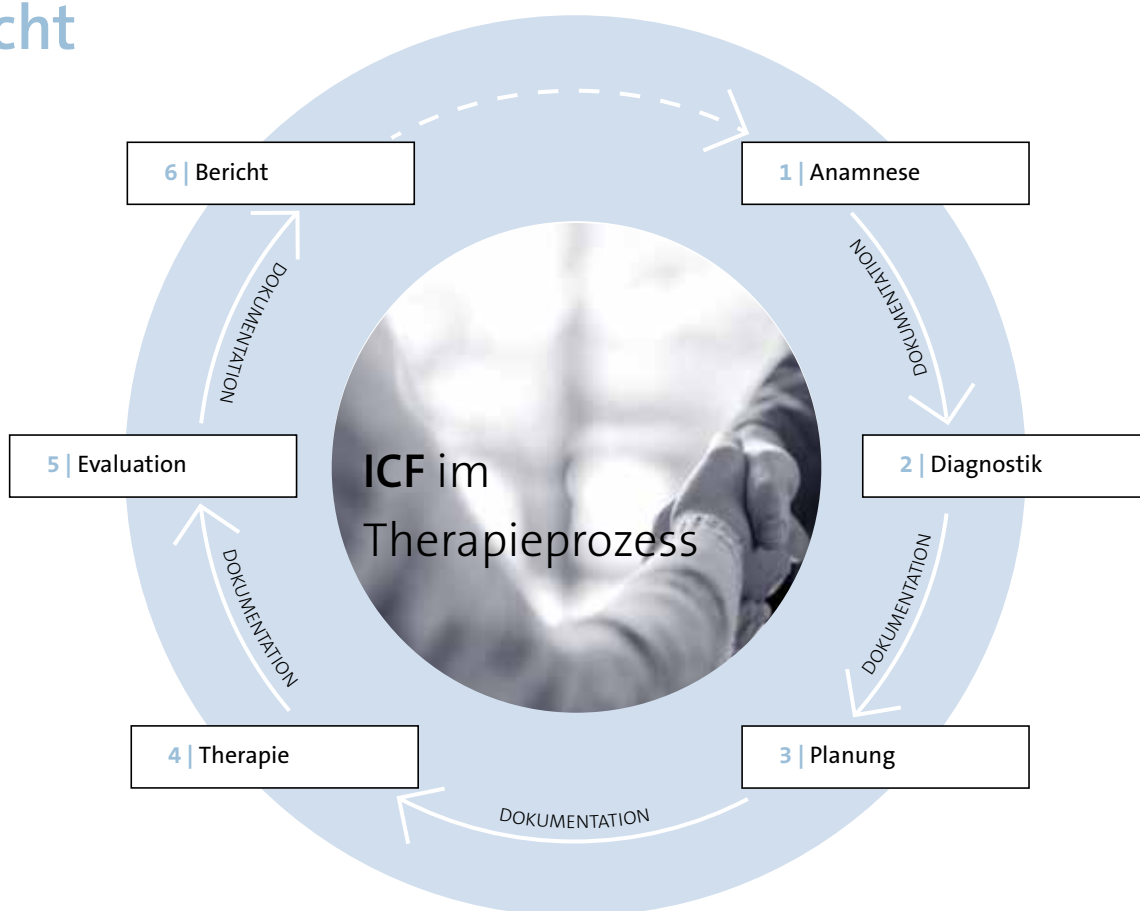 cht
6 | Bericht
1 | Anamnese
DOKUMENTATION
DOKUMENTATION
5 | Evaluation
ICF im
Therapieprozess
2 | Diagnostik
DOKUMENTATION
DOKUMENTATION
4 | Therapie
3 | Planung
DOKUMENTATION